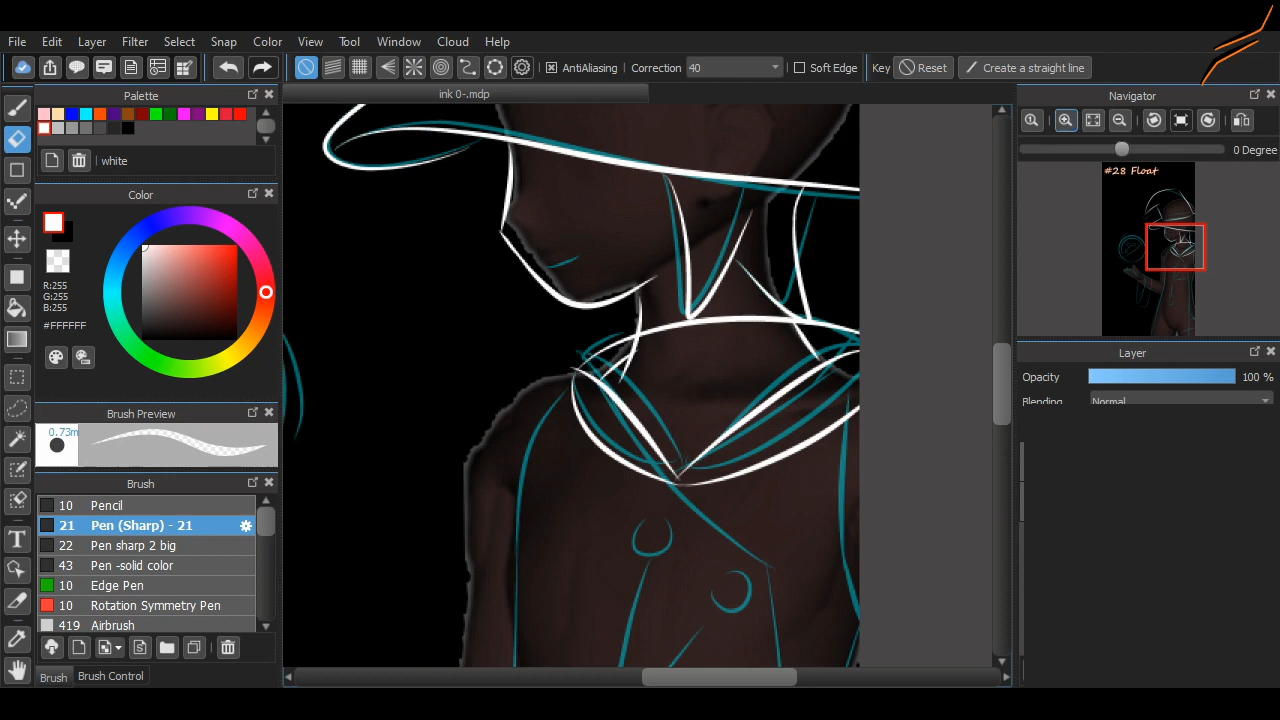 File Edit Layer Filter Select Snap Color View Tool Window Cloud Help
AntiAliasing Correction 40 Soft Edge Key Reset Create a straight line
Palette
ink 0-.mdp
Navigator
white
0 Degree
#28 Float
Color
R:255
G:255
B:255
#FFFFFF
Layer
Opacity 100 %
Blending Normal
Brush Preview
0.73m
Brush
10 Pencil
21 Pen (Sharp) - 21
22 Pen sharp 2 big
43 Pen -solid color
10 Edge Pen
10 Rotation Symmetry Pen
419 Airbrush
Brush Brush Control